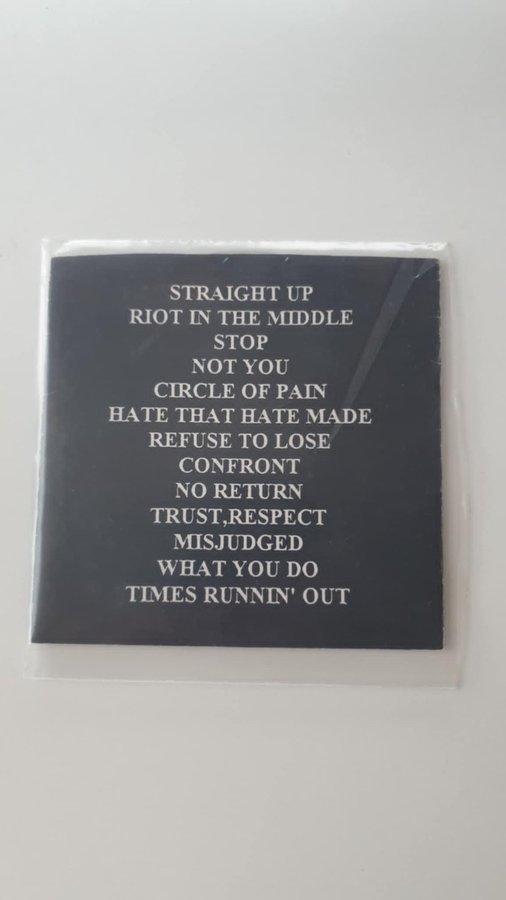 STRAIGHT UP
RIOT IN THE MIDDLE
STOP
NOT YOU
CIRCLE OF PAIN
HATE THAT HATE MADE
REFUSE TO LOSE
CONFRONT
NO RETURN
TRUST,RESPECT
MISJUDGED
WHAT YOU DO
TIMES RUNNIN' OUT